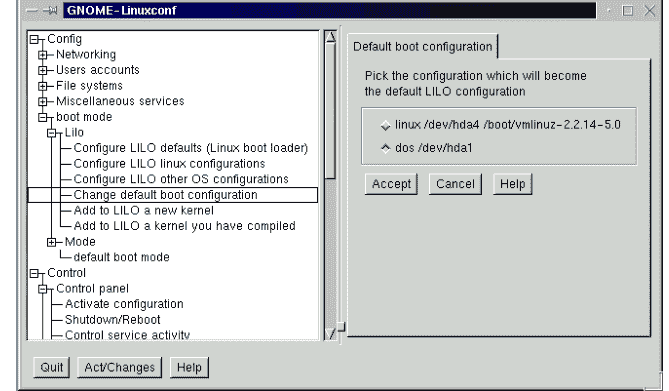 GNOME-Linuxconf
Config
Networking
Users accounts
File systems
Miscellaneous services
boot mode
Lilo
Configure LILO defaults (Linux boot loader)
Configure LILO linux configurations
Configure LILO other OS configurations
Change default boot configuration
Add to LILO a new kernel
Add to LILO a kernel you have compiled
Mode
default boot mode
Control
Control panel
Activate configuration
Shutdown/Reboot
Control service activity
Default boot configuration
Pick the configuration which will become
the default LILO configuration
linux /dev/hda4 /boot/vmlinuz-2.2.14-5.0
dos /dev/hda1
Accept Cancel Help
Quit Act/Changes Help